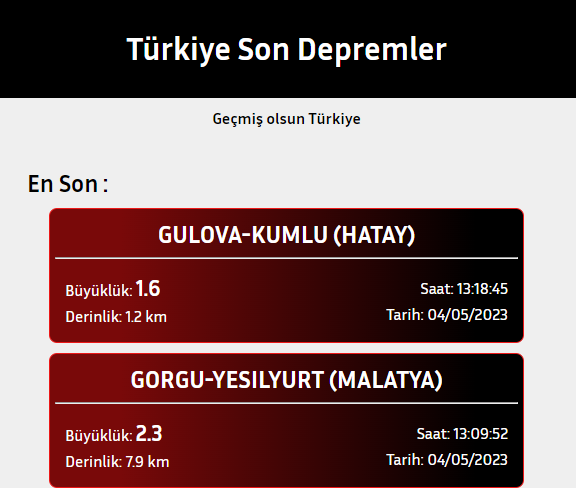 Türkiye Son Depremler
Geçmiş olsun Türkiye
En Son :
GULOVA-KUMLU (HATAY)
Büyüklük: 1.6
Saat: 13:18:45
Derinlik: 1.2 km
Tarih: 04/05/2023
GORGU-YESILYURT (MALATYA)
Büyüklük: 2.3
Saat: 13:09:52
Derinlik: 7.9 km
Tarih: 04/05/2023